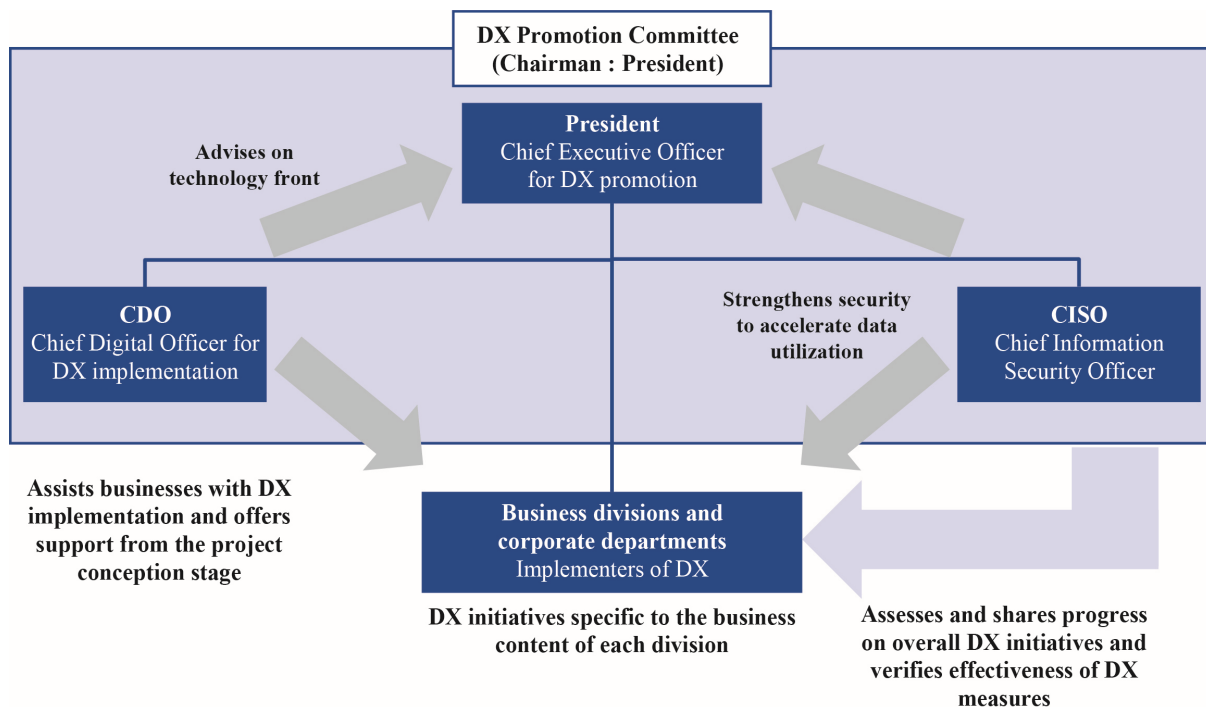 DX Promotion Committee
(Chairman : President)
President
Chief Executive Officer
for DX promotion
Advises on
technology front
CDO
Chief Digital Officer for
DX implementation
Strengthens security
to accelerate data
utilization
CISO
Chief Information
Security Officer
Assists businesses with DX
implementation and offers
support from the project
conception stage
Business divisions and
corporate departments
Implementers of DX
DX initiatives specific to the business
content of each division
Assesses and shares progress
on overall DX initiatives and
verifies effectiveness of DX
measures